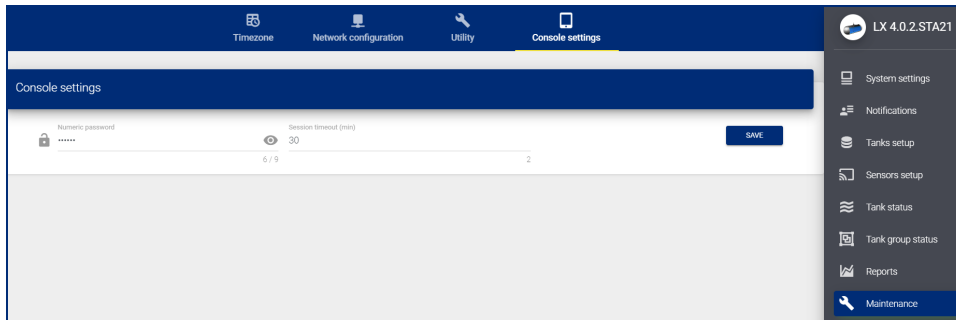 Timezone
Network configuration
Utility
Console settings
LX 4.0.2.STA21
Console settings
Numeric password
••••••
6 / 9
Session timeout (min)
30
2
SAVE
System settings
Notifications
Tanks setup
Sensors setup
Tank status
Tank group status
Reports
Maintenance